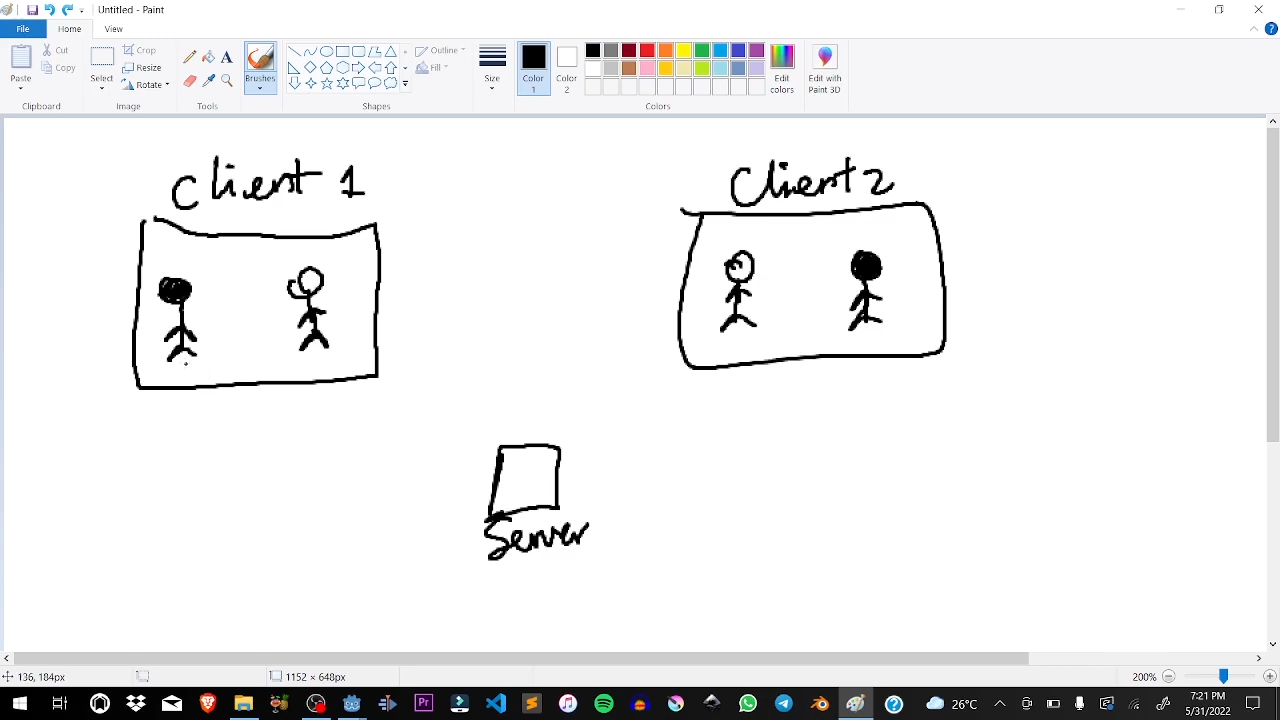 Untitled - Paint
File
Home
View
Paste
Cut
Copy
Clipboard
Select
Crop
Resize
Rotate
Image
Tools
Brushes
Shapes
Outline
Fill
Size
Color
1
Color
2
Edit
colors
Colors
Edit with
Paint 3D
Client 1
Client 2
Server
136, 184px
1152 × 640px
200%
Pr
26°C
7:21 PM
5/31/2022